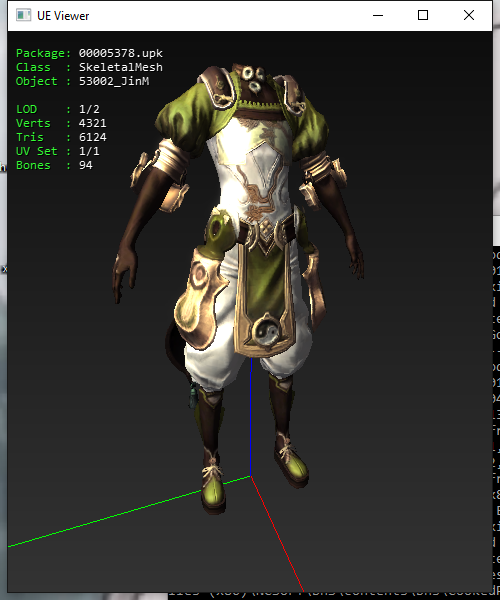 UE Viewer
Package: 00005378.upk
Class : SkeletalMesh
Object : 53002_JinM
LOD : 1/2
Verts : 4321
Tris : 6124
UV Set : 1/1
Bones : 94